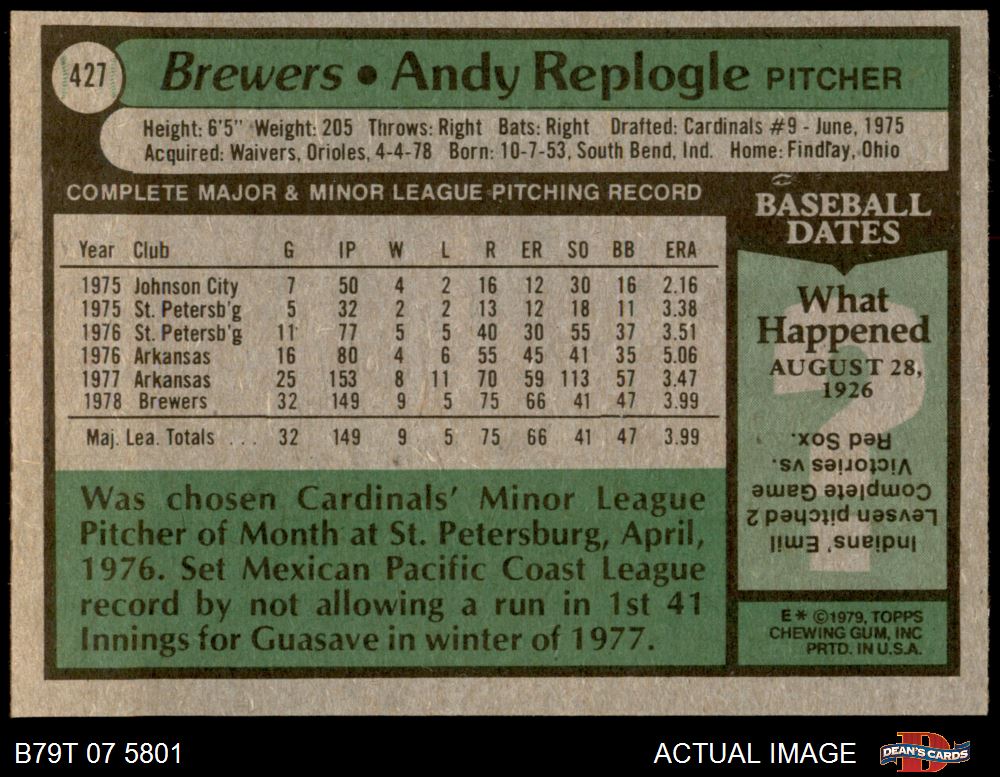 427
Brewers • Andy Replogle PITCHER
Height: 6'5" Weight: 205 Throws: Right Bats: Right Drafted: Cardinals #9 - June, 1975
Acquired: Waivers, Orioles, 4-4-78 Born: 10-7-53, South Bend, Ind. Home: Findlay, Ohio
COMPLETE MAJOR & MINOR LEAGUE PITCHING RECORD
Year Club G IP W L R ER SO BB ERA
1975 Johnson City 7 50 4 2 16 12 30 16 2.16
1975 St. Petersb'g 5 32 2 2 13 12 18 11 3.38
1976 St. Petersb'g 11 77 5 5 40 30 55 37 3.51
1976 Arkansas 16 80 4 6 55 45 41 35 5.06
1977 Arkansas 25 153 8 11 70 59 113 57 3.47
1978 Brewers 32 149 9 5 75 66 41 47 3.99
Maj. Lea. Totals ... 32 149 9 5 75 66 41 47 3.99
Was chosen Cardinals' Minor League
Pitcher of Month at St. Petersburg, April,
1976. Set Mexican Pacific Coast League
record by not allowing a run in 1st 41
Innings for Guasave in winter of 1977.
BASEBALL
DATES
What
Happened
AUGUST 28,
1926
?
Indians' Emil
Levsen pitched 2
Complete Game
Victories vs.
Red Sox.
E* ©1979, TOPPS
CHEWING GUM, INC
PRTD. IN U.S.A.
B79T 07 5801
ACTUAL IMAGE
DEAN'S CARDS